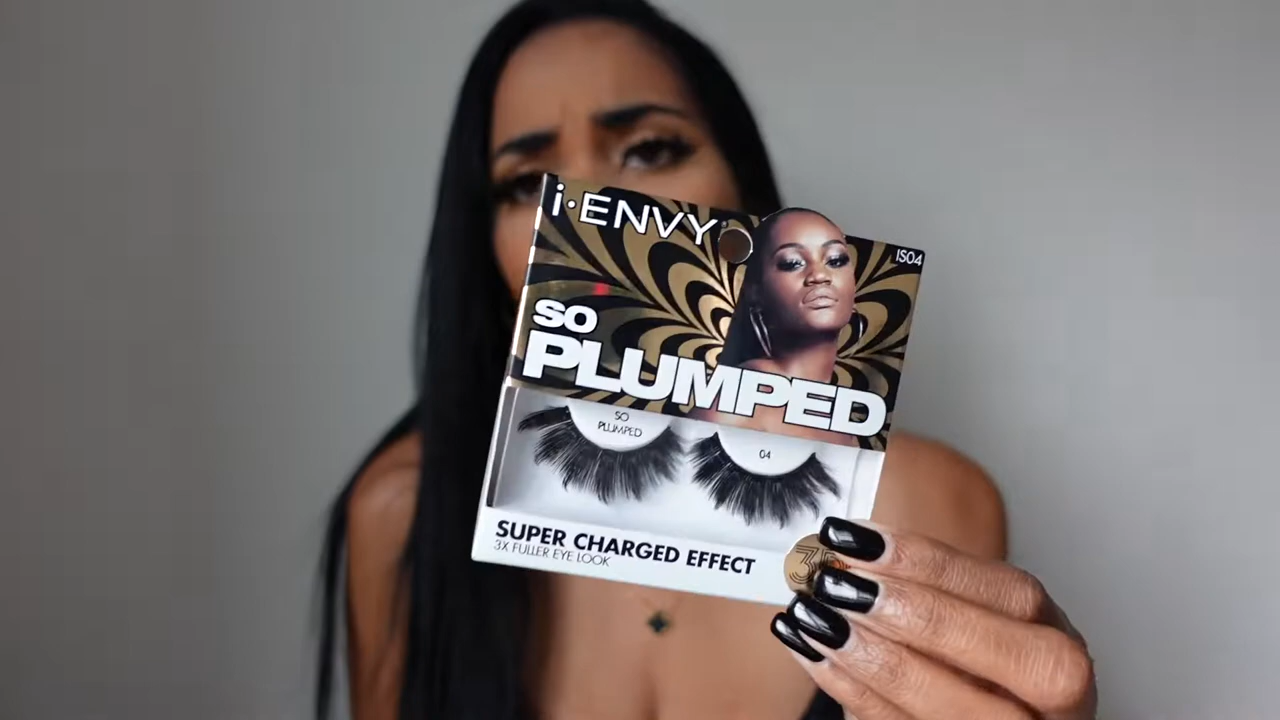 i·ENVY
IS04
SO
PLUMPED
SO
PLUMPED
04
SUPER CHARGED EFFECT
3X FULLER EYE LOOK